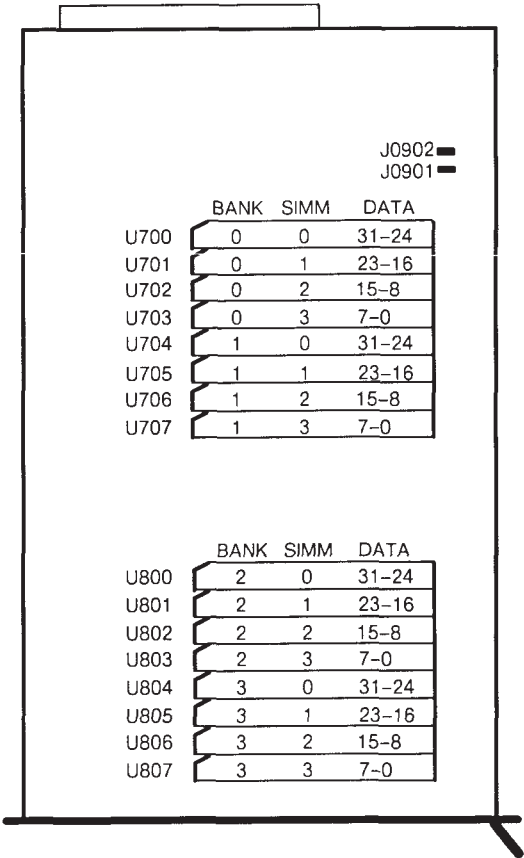 J0902
J0901
BANK SIMM DATA
U700 0 0 31–24
U701 0 1 23–16
U702 0 2 15–8
U703 0 3 7–0
U704 1 0 31–24
U705 1 1 23–16
U706 1 2 15–8
U707 1 3 7–0
BANK SIMM DATA
U800 2 0 31–24
U801 2 1 23–16
U802 2 2 15–8
U803 2 3 7–0
U804 3 0 31–24
U805 3 1 23–16
U806 3 2 15–8
U807 3 3 7–0